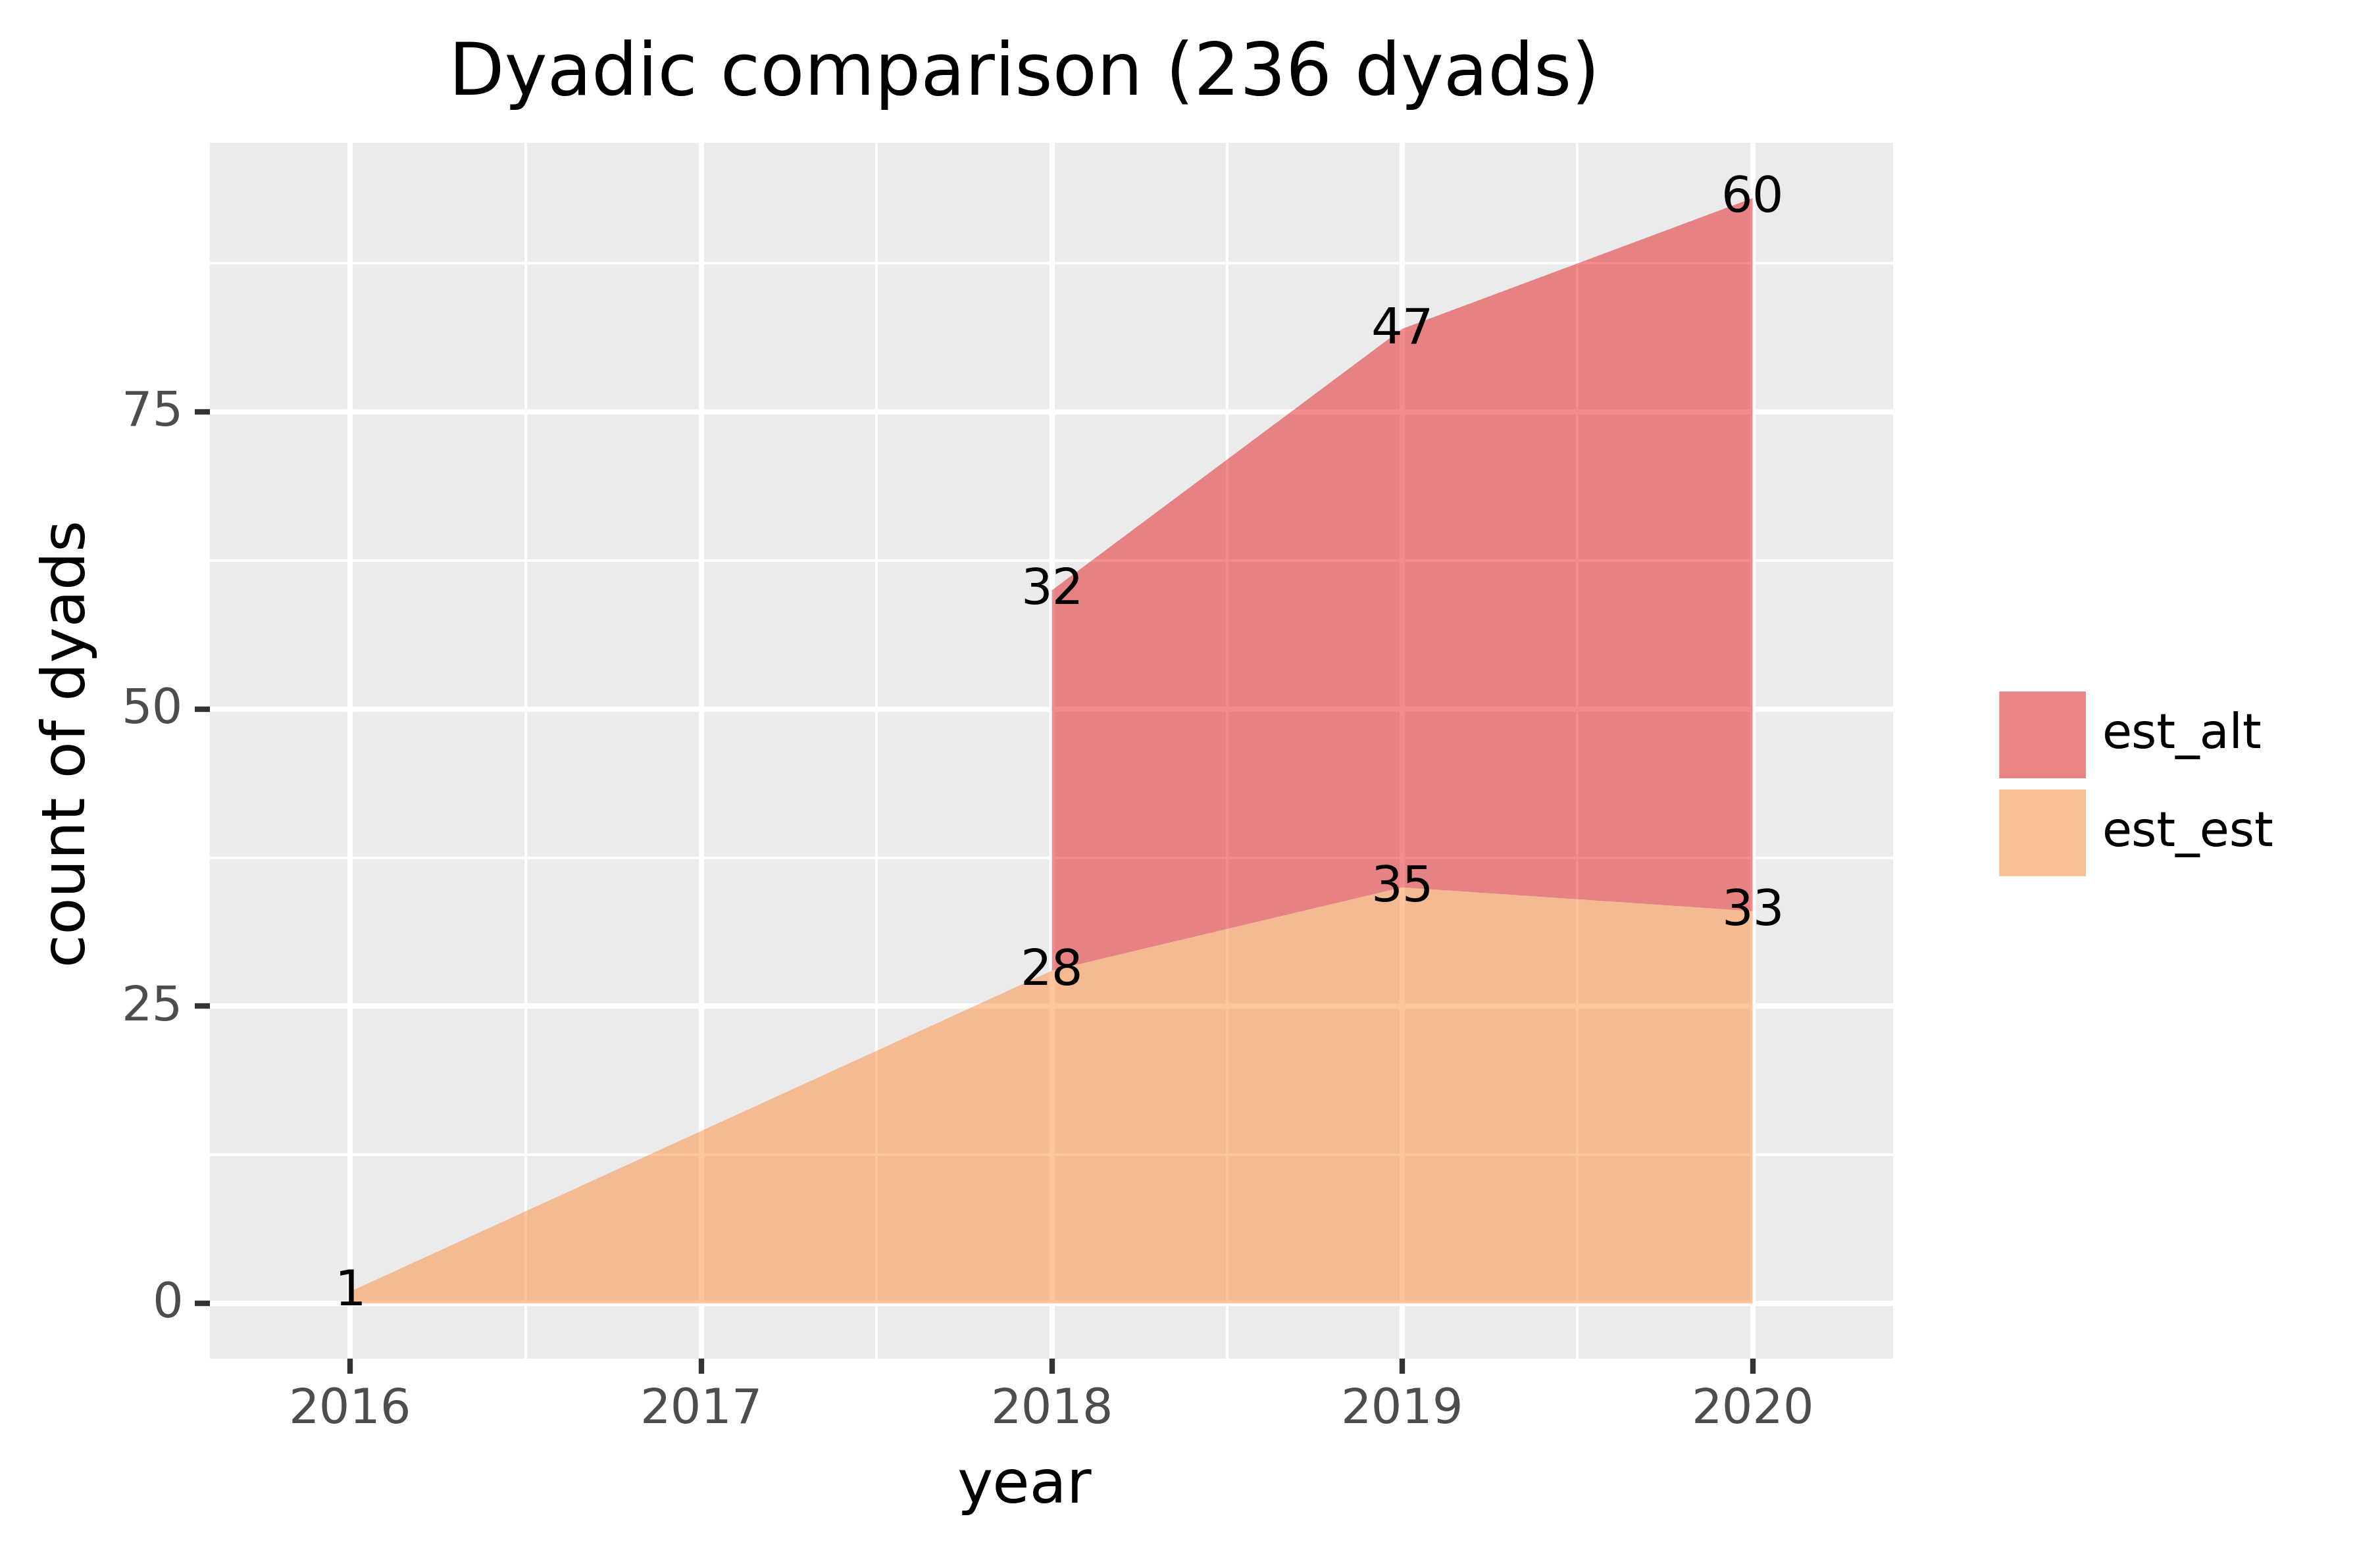 Dyadic comparison (236 dyads)
60
47
75
32
count of dyads
50
est_alt
est_est
35
33
28
25
1
0
2016 2017 2018 2019 2020
year